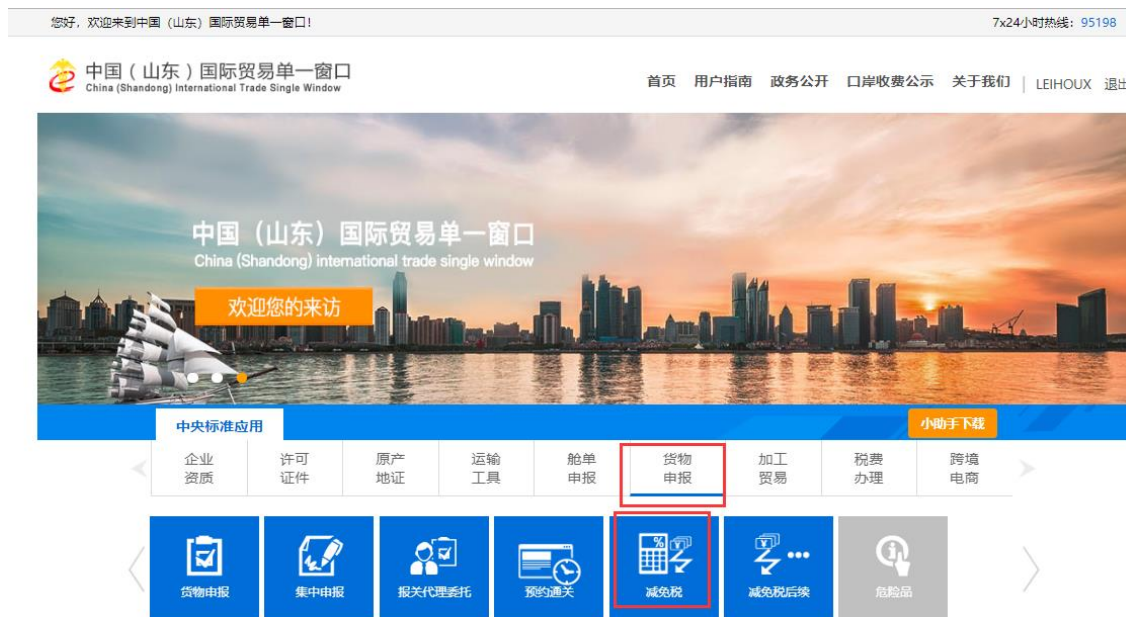 您好，欢迎来到中国（山东）国际贸易单一窗口！
7x24小时热线：95198
中国（山东）国际贸易单一窗口
China (Shandong) International Trade Single Window
首页 用户指南 政务公开 口岸收费公示 关于我们 | LEIHOUX 退出
中国（山东）国际贸易单一窗口
China (Shandong) international trade single window
欢迎您的来访
中央标准应用
小助手下载
企业 许可 原产 运输 舱单 货物 加工 税费 跨境
资质 证件 地证 工具 申报 申报 贸易 办理 电商
货物申报 集中申报 报关代理委托 预约通关 减免税 减免税后续 危险品